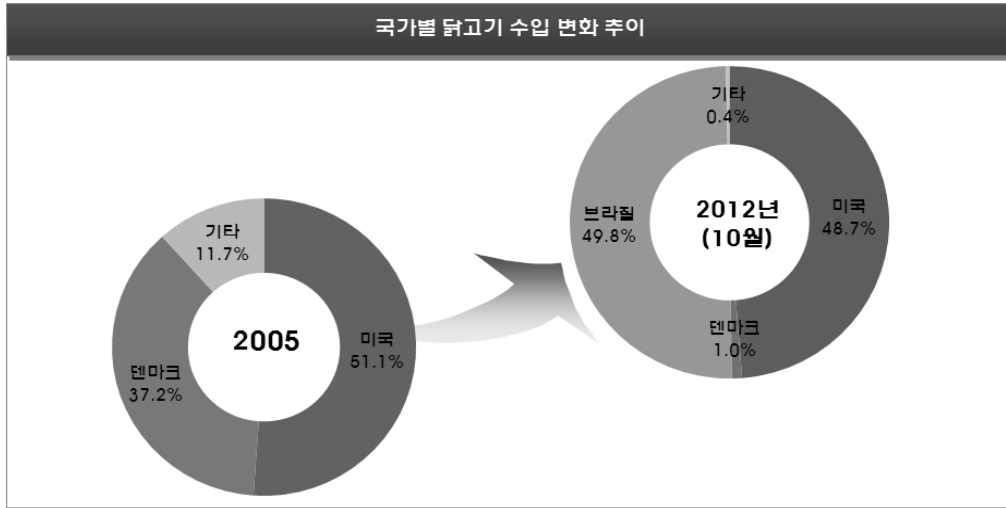 국가별 닭고기 수입 변화 추이
기타
11.7%
2005
미국
51.1%
덴마크
37.2%
기타
0.4%
브라질
49.8%
2012년
(10월)
미국
48.7%
덴마크
1.0%